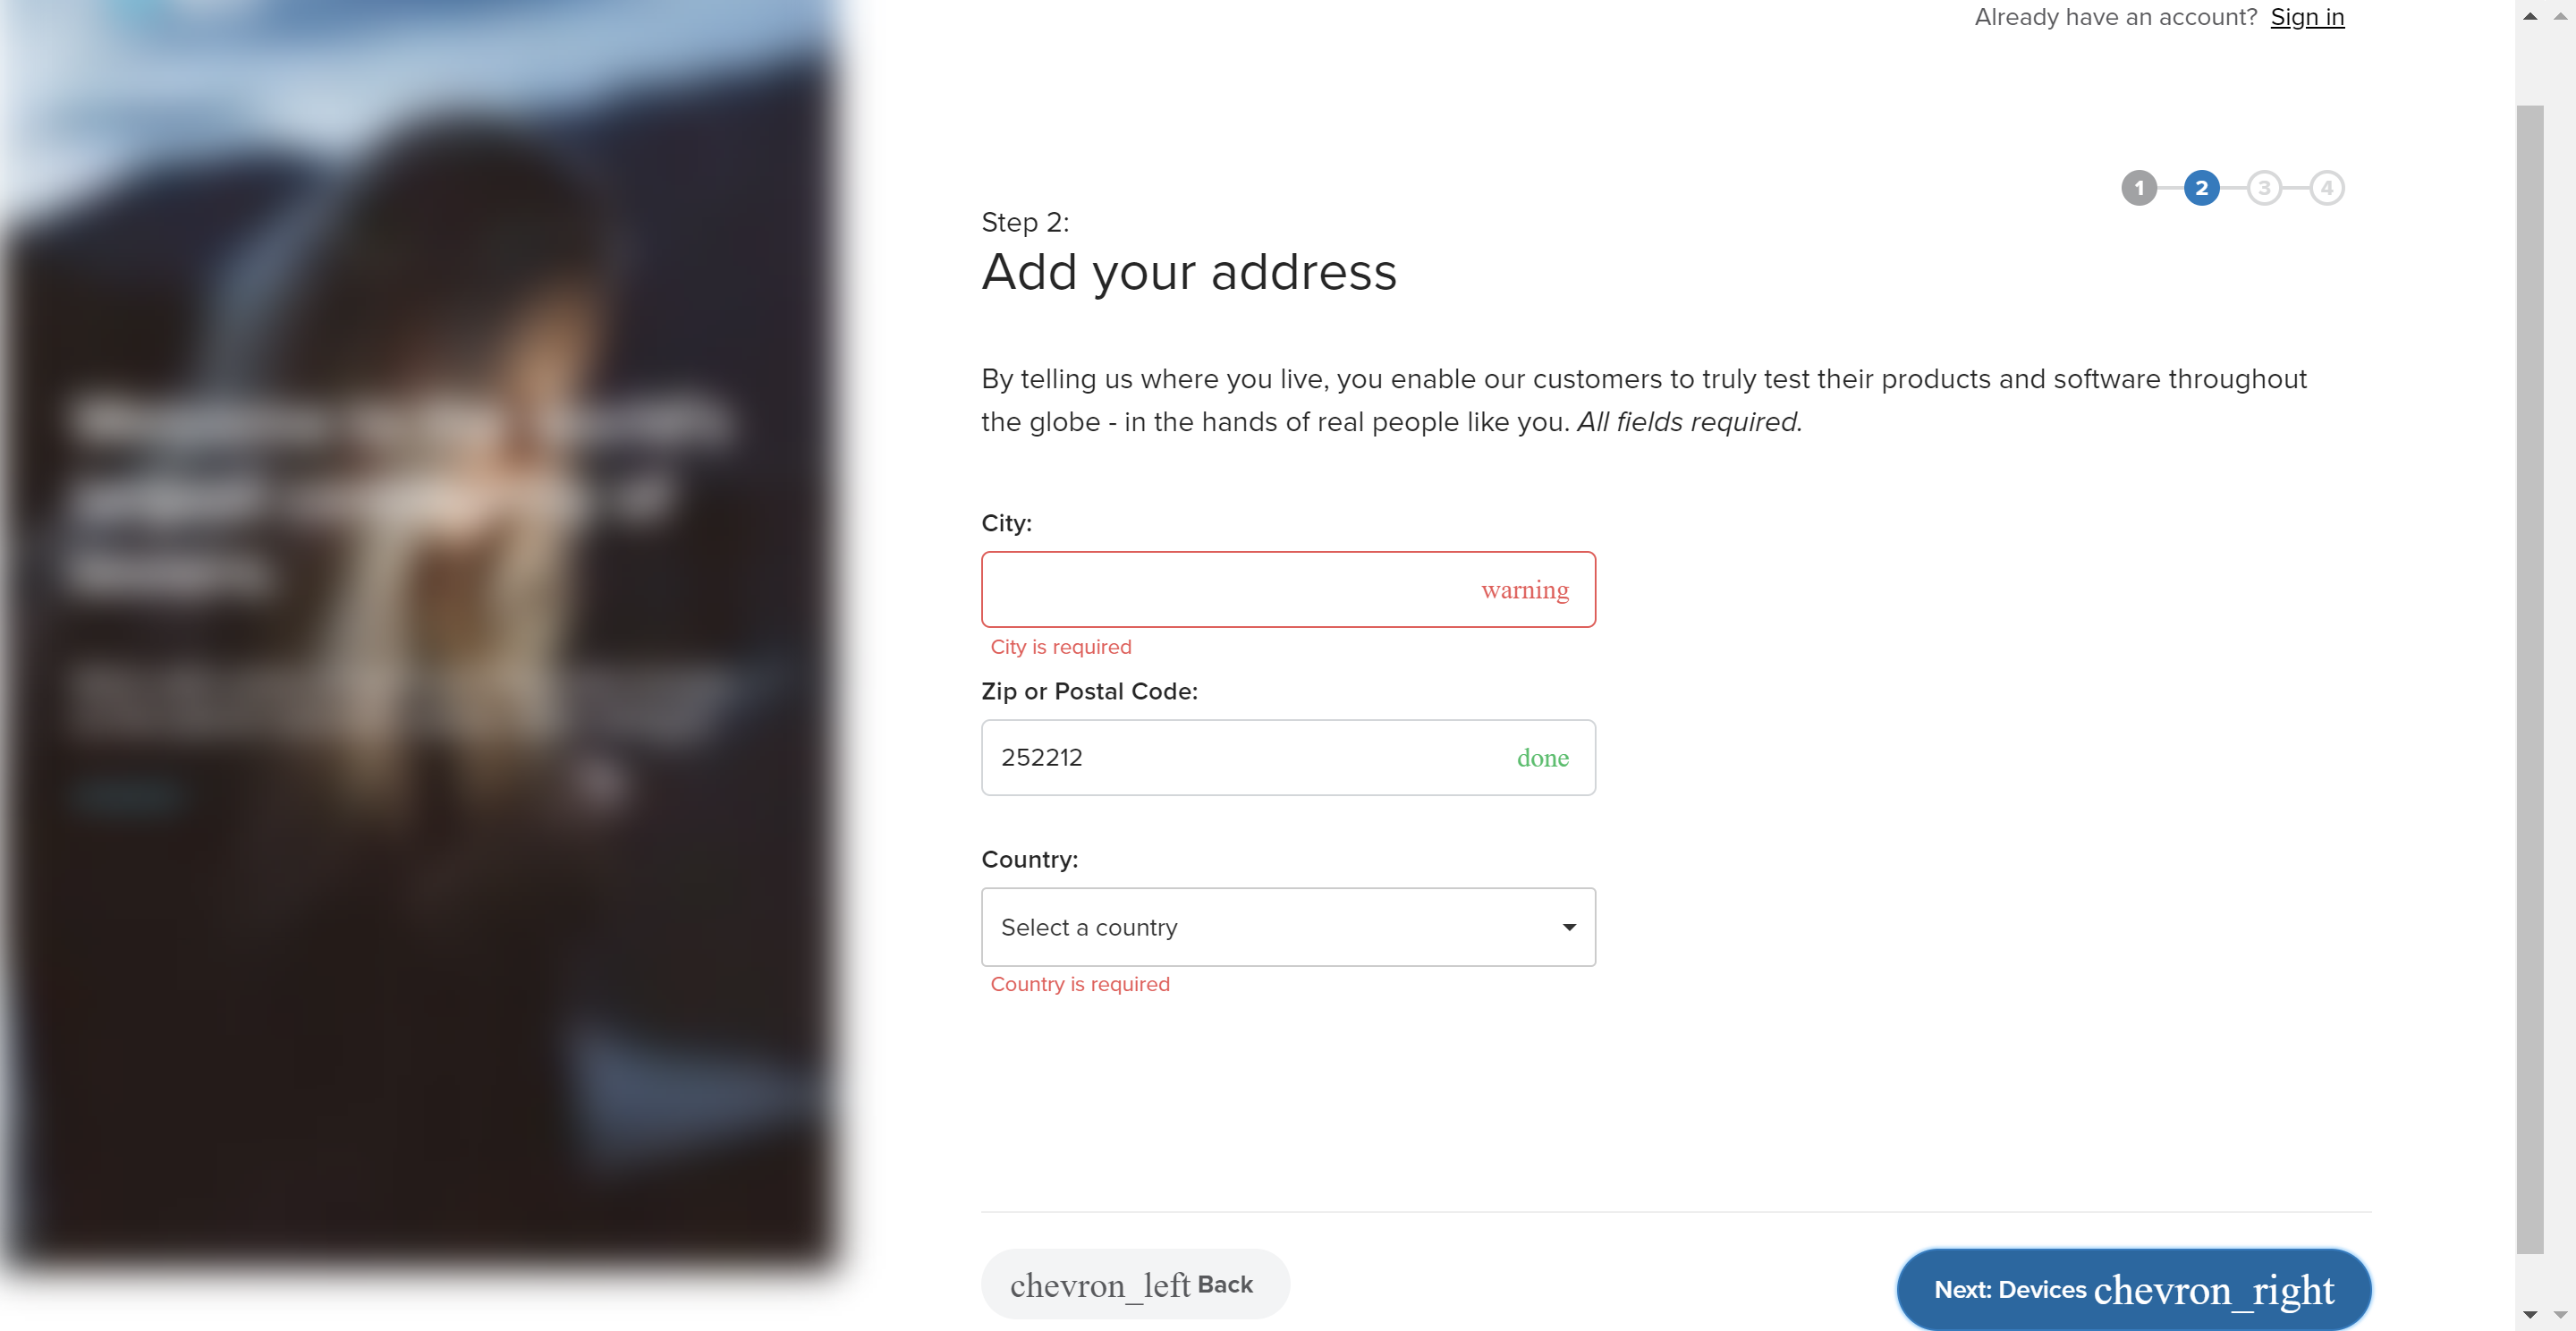 Already have an account? Sign in
1 2 3 4
Step 2:
Add your address
By telling us where you live, you enable our customers to truly test their products and software throughout
the globe - in the hands of real people like you. All fields required.
City:
warning
City is required
Zip or Postal Code:
252212 done
Country:
Select a country
Country is required
chevron_left Back
Next: Devices chevron_right